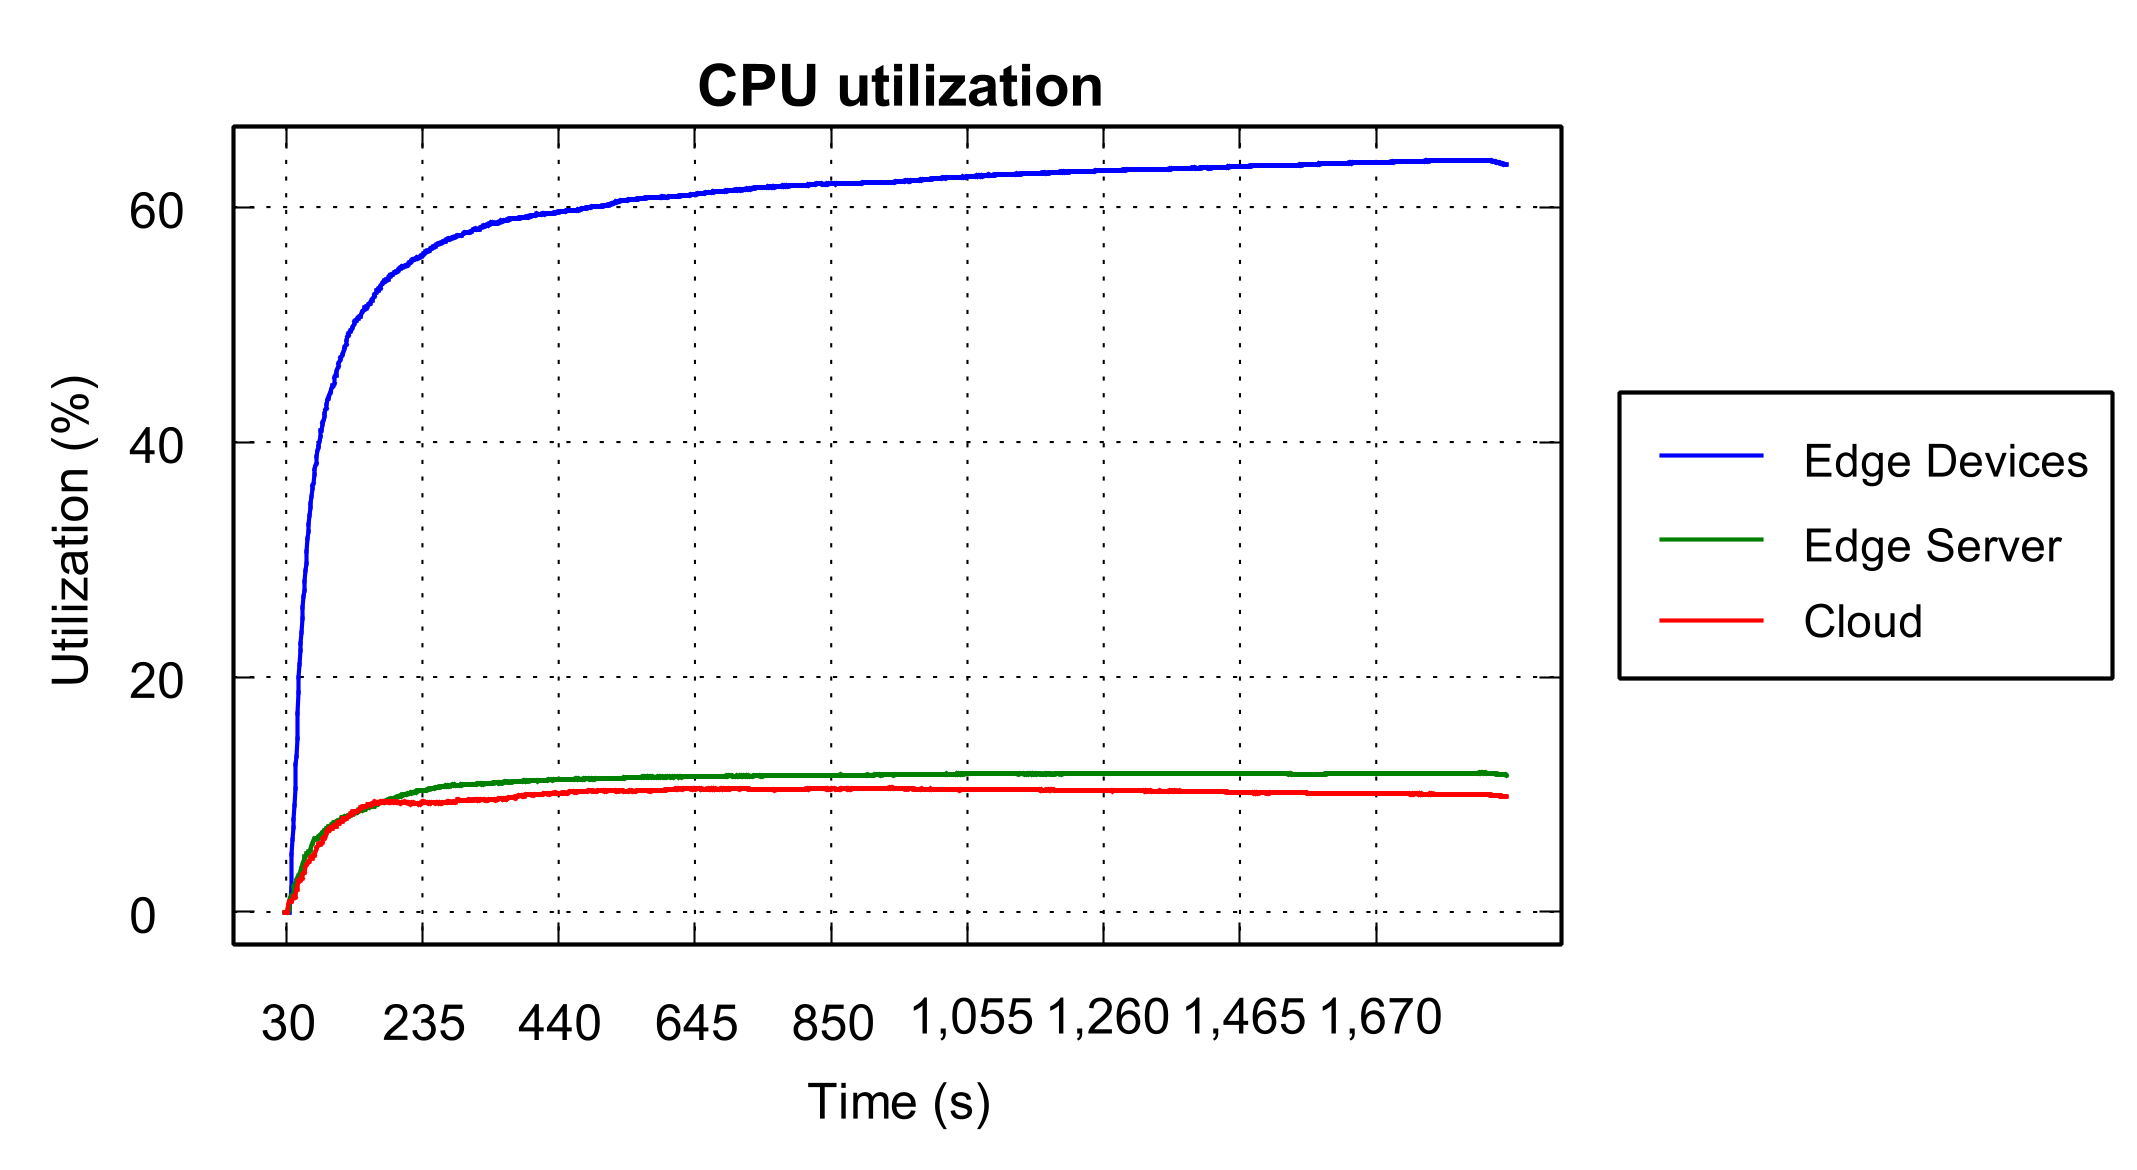 CPU utilization
60
40
20
0
Utilization (%)
30 235 440 645 850 1,055 1,260 1,465 1,670
Time (s)
Edge Devices
Edge Server
Cloud